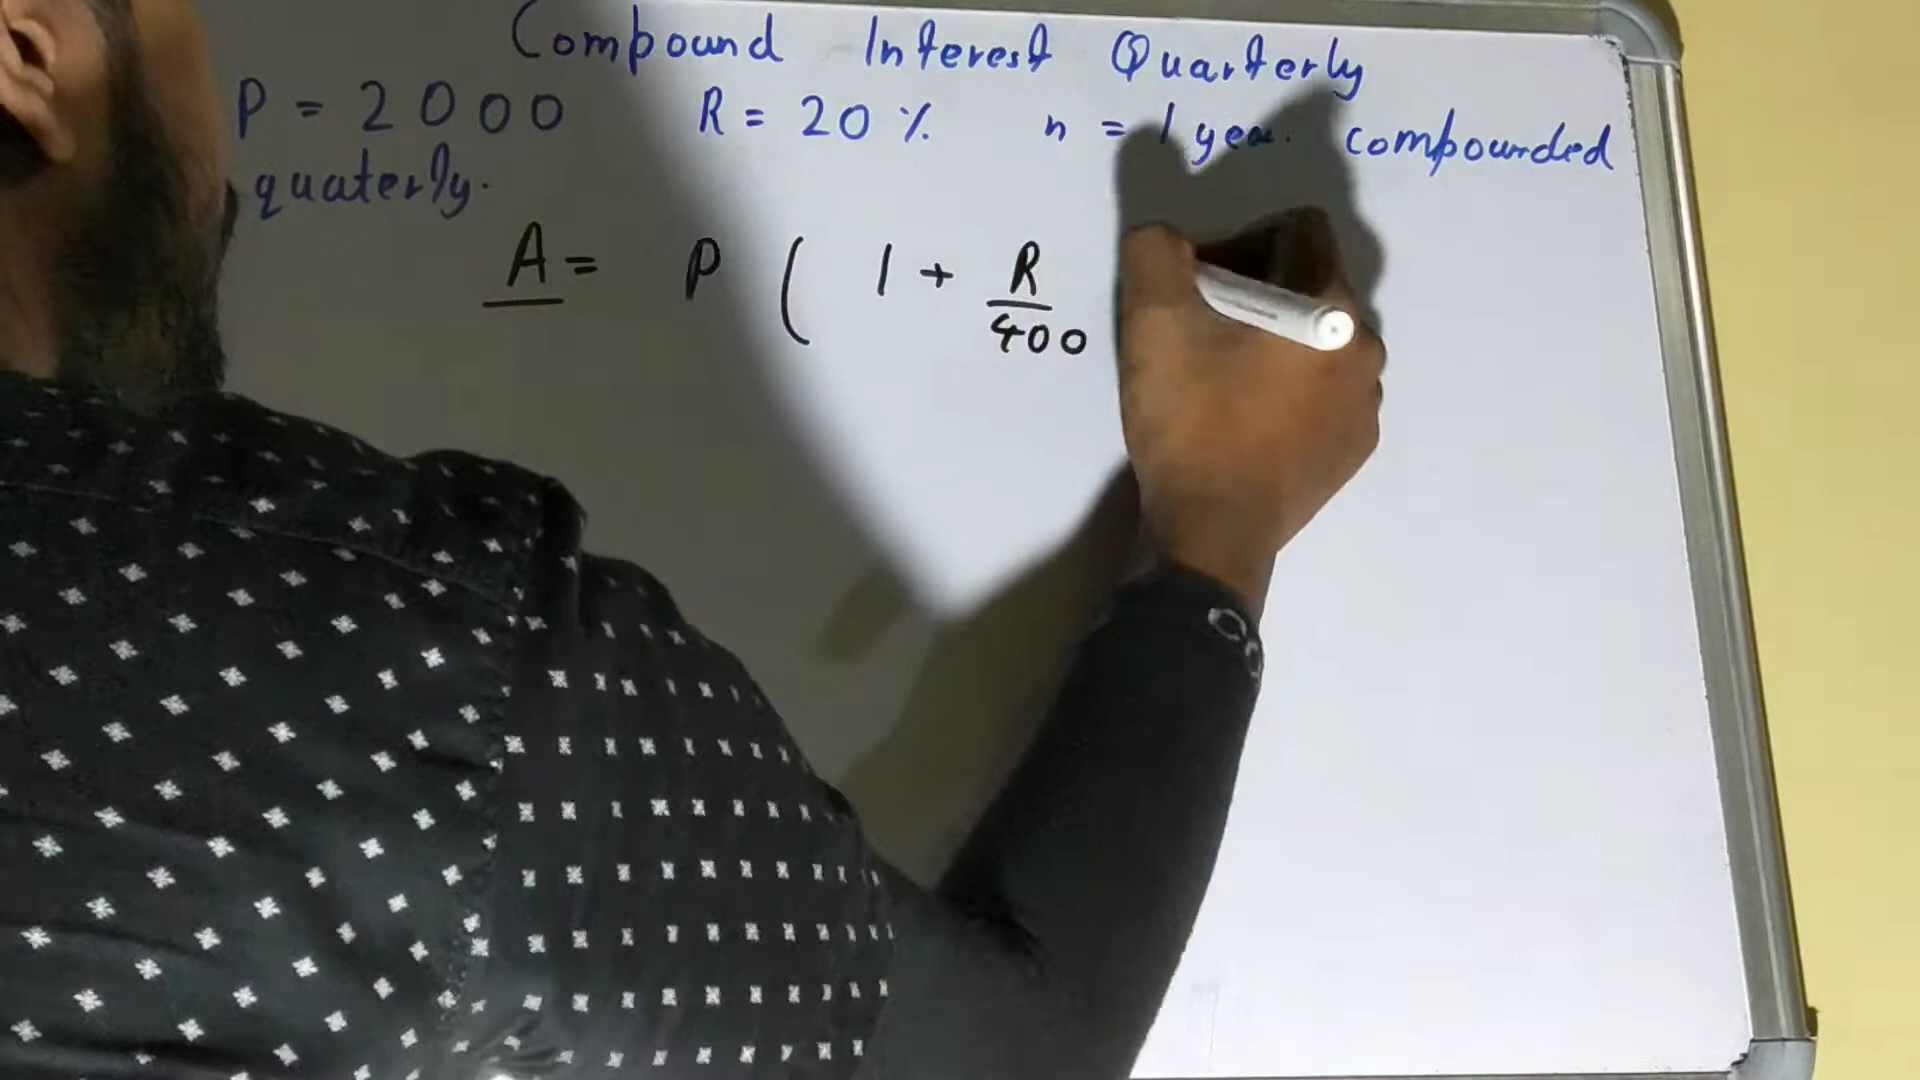 Compound Interest Quarterly
P = 2000 R = 20 % n = 1 year. compounded
quaterly.
A = P ( 1 + R
400